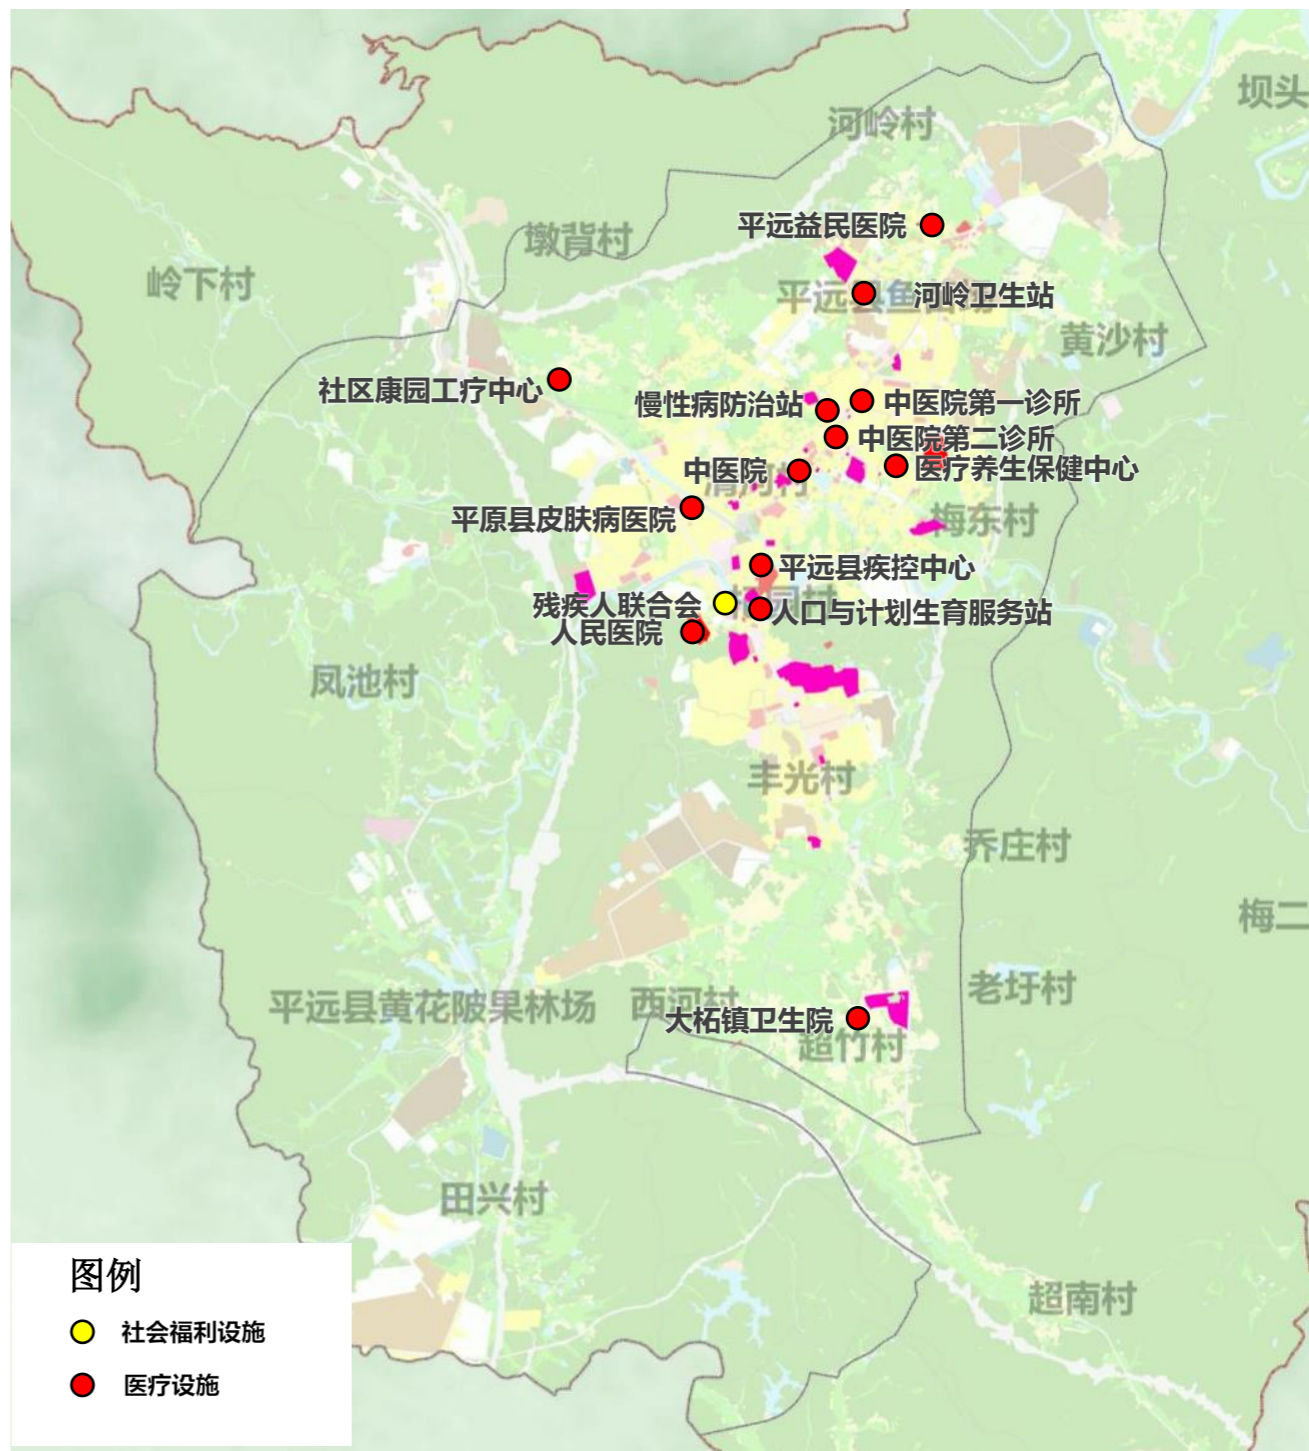 坝头
河岭村
平远益民医院
墩背村
岭下村
河岭卫生站
黄沙村
社区康园工疗中心
慢性病防治站
中医院第一诊所
中医院第二诊所
中医院
医疗养生保健中心
平原县皮肤病医院
梅东村
平远县疾控中心
残疾人联合会
人口与计划生育服务站
人民医院
凤池村
丰光村
乔庄村
梅二
老圩村
平远县黄花陂果林场
西河村
大柘镇卫生院
超竹村
田兴村
图例
超南村
社会福利设施
医疗设施